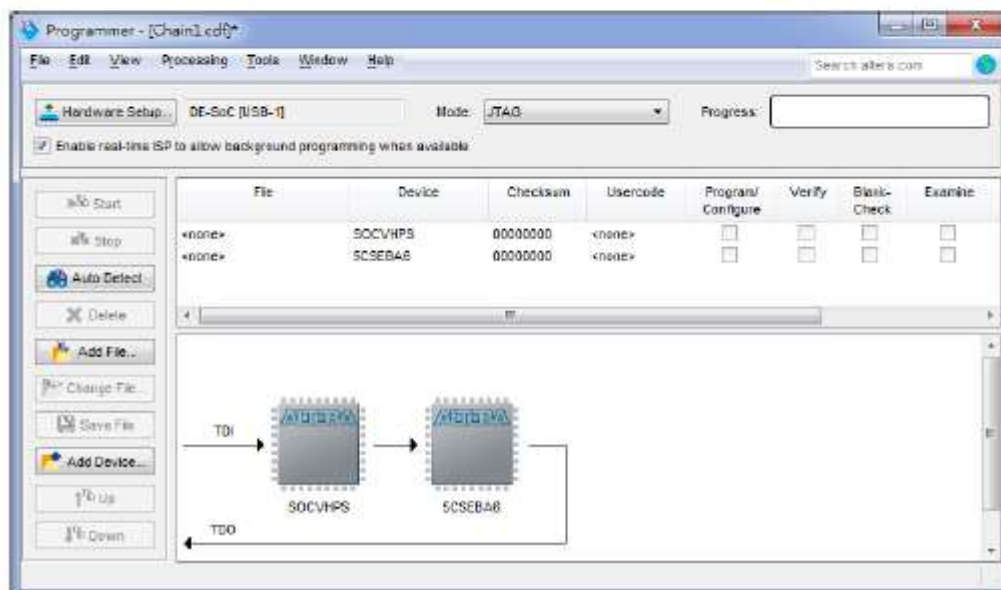 Programmer - [Chain1.cdf]*
File Edit View Processing Tools Window Help
Search altera.com
Hardware Setup... DE-SoC [USB-1] Mode: JTAG Progress:
Enable real-time ISP to allow background programming when available
File Device Checksum Usercode Program/ Verify Blank- Examine
Configure Check
<none> SOCVHPS 00000000 <none>
<none> 5CSEBA6 00000000 <none>
Start
Stop
Auto Detect
Delete
Add File...
Change File...
Save File
Add Device...
Up
Down
TDI
SOCVHPS 5CSEBA6
TDO